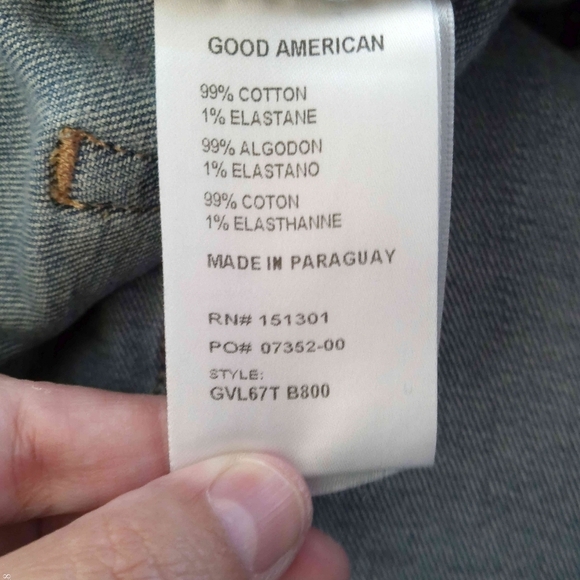 GOOD AMERICAN
99% COTTON
1% ELASTANE
99% ALGODON
1% ELASTANO
99% COTON
1% ELASTHANNE
MADE IN PARAGUAY
RN# 151301
PO# 07352-00
STYLE:
GVL67T B800